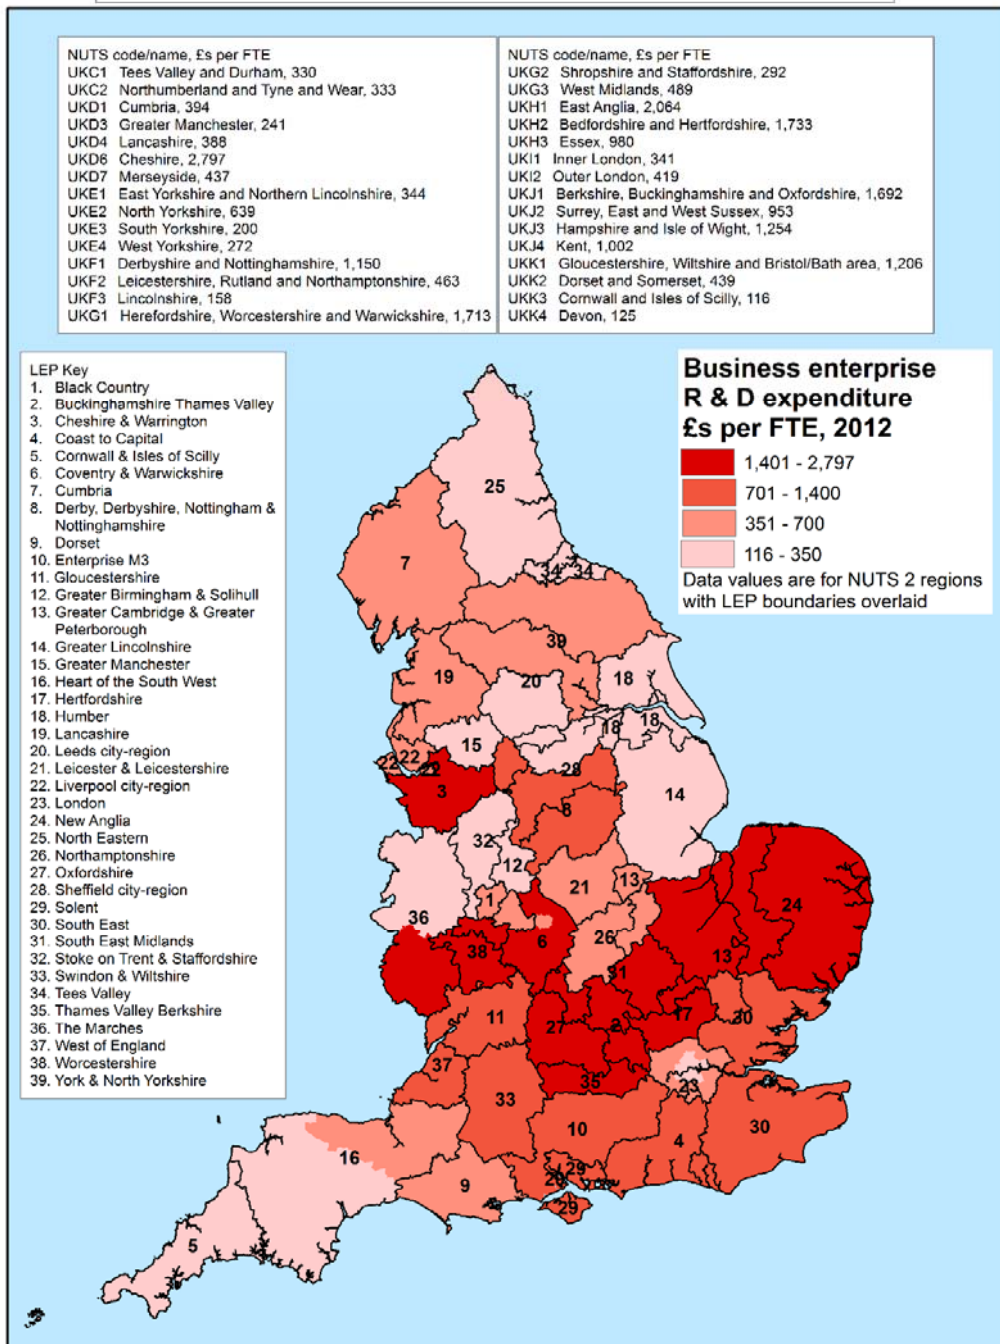 NUTS code/name, £s per FTE
UKC1 Tees Valley and Durham, 330
UKC2 Northumberland and Tyne and Wear, 333
UKD1 Cumbria, 394
UKD3 Greater Manchester, 241
UKD4 Lancashire, 388
UKD6 Cheshire, 2,797
UKD7 Merseyside, 437
UKE1 East Yorkshire and Northern Lincolnshire, 344
UKE2 North Yorkshire, 639
UKE3 South Yorkshire, 200
UKE4 West Yorkshire, 272
UKF1 Derbyshire and Nottinghamshire, 1,150
UKF2 Leicestershire, Rutland and Northamptonshire, 463
UKF3 Lincolnshire, 158
UKG1 Herefordshire, Worcestershire and Warwickshire, 1,713
NUTS code/name, £s per FTE
UKG2 Shropshire and Staffordshire, 292
UKG3 West Midlands, 489
UKH1 East Anglia, 2,064
UKH2 Bedfordshire and Hertfordshire, 1,733
UKH3 Essex, 980
UKI1 Inner London, 341
UKI2 Outer London, 419
UKJ1 Berkshire, Buckinghamshire and Oxfordshire, 1,692
UKJ2 Surrey, East and West Sussex, 953
UKJ3 Hampshire and Isle of Wight, 1,254
UKJ4 Kent, 1,002
UKK1 Gloucestershire, Wiltshire and Bristol/Bath area, 1,206
UKK2 Dorset and Somerset, 439
UKK3 Cornwall and Isles of Scilly, 116
UKK4 Devon, 125
LEP Key
1. Black Country
2. Buckinghamshire Thames Valley
3. Cheshire & Warrington
4. Coast to Capital
5. Cornwall & Isles of Scilly
6. Coventry & Warwickshire
7. Cumbria
8. Derby, Derbyshire, Nottingham &
Nottinghamshire
9. Dorset
10. Enterprise M3
11. Gloucestershire
12. Greater Birmingham & Solihull
13. Greater Cambridge & Greater
Peterborough
14. Greater Lincolnshire
15. Greater Manchester
16. Heart of the South West
17. Hertfordshire
18. Humber
19. Lancashire
20. Leeds city-region
21. Leicester & Leicestershire
22. Liverpool city-region
23. London
24. New Anglia
25. North Eastern
26. Northamptonshire
27. Oxfordshire
28. Sheffield city-region
29. Solent
30. South East
31. South East Midlands
32. Stoke on Trent & Staffordshire
33. Swindon & Wiltshire
34. Tees Valley
35. Thames Valley Berkshire
36. The Marches
37. West of England
38. Worcestershire
39. York & North Yorkshire
Business enterprise
R & D expenditure
£s per FTE, 2012
1,401 - 2,797
701 - 1,400
351 - 700
116 - 350
Data values are for NUTS 2 regions
with LEP boundaries overlaid
25
7
34 34
39
19
20
18
18 18
15
22 22 22
28
3
8
14
32
12
21
13
1
24
36
38
6
26
13
31
11
27
2
17
30
37
35
23
33
10
4
30
16
9
29
29
29
5